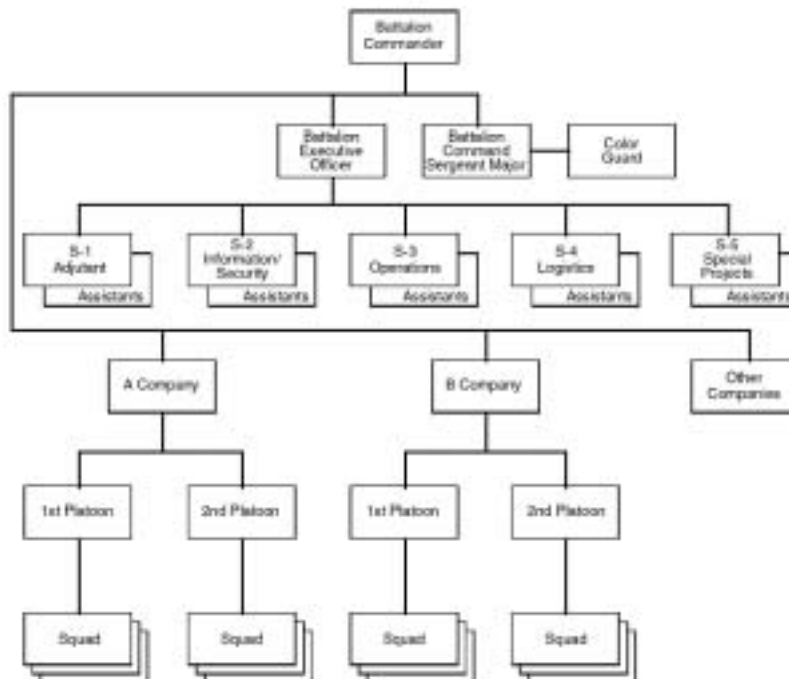 Battalion
Commander
Battalion
Executive
Officer
Battalion
Command
Sergeant Major
Color
Guard
S-1
Adjutant
Assistants
S-2
Information/
Security
Assistants
S-3
Operations
Assistants
S-4
Logistics
Assistants
S-5
Special
Projects
Assistants
A Company
B Company
Other
Companies
1st Platoon
2nd Platoon
1st Platoon
2nd Platoon
Squad
Squad
Squad
Squad